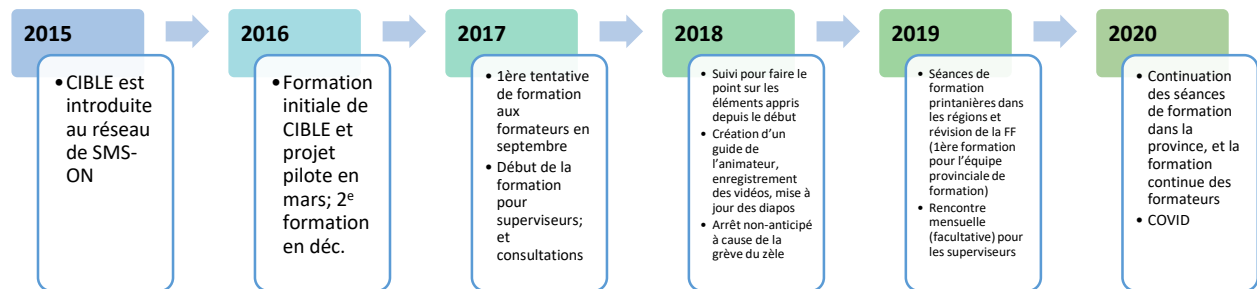 2015
• CIBLE est
introduite
au réseau
de SMS-
ON
2016
• Formation
initiale de
CIBLE et
projet
pilote en
mars; 2e
formation
en déc.
2017
• 1ère tentative
de formation
aux
formateurs en
septembre
• Début de la
formation
pour
superviseurs;
et
consultations
2018
• Suivi pour faire le
point sur les
éléments appris
depuis le début
• Création d’un
guide de
l’animateur,
enregistrement
des vidéos, mise à
jour des diapos
• Arrêt non-anticipé
à cause de la
grève du zèle
2019
• Séances de
formation
printanières dans
les régions et
révision de la FF
(1ère formation
pour l’équipe
provinciale de
formation)
• Rencontre
mensuelle
(facultative) pour
les superviseurs
2020
• Continuation
des séances
de formation
dans la
province, et la
formation
continue des
formateurs
• COVID